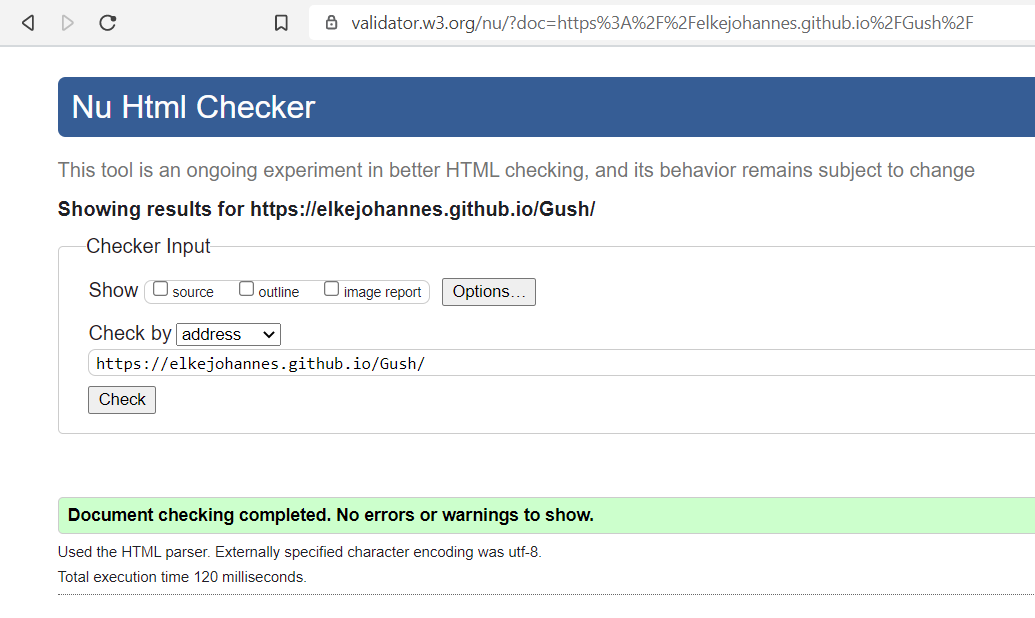 validator.w3.org/nu/?doc=https%3A%2F%2Felkejohannes.github.io%2FGush%2F
Nu Html Checker
This tool is an ongoing experiment in better HTML checking, and its behavior remains subject to change
Showing results for https://elkejohannes.github.io/Gush/
Checker Input
Show source outline image report Options...
Check by address
https://elkejohannes.github.io/Gush/
Check
Document checking completed. No errors or warnings to show.
Used the HTML parser. Externally specified character encoding was utf-8.
Total execution time 120 milliseconds.